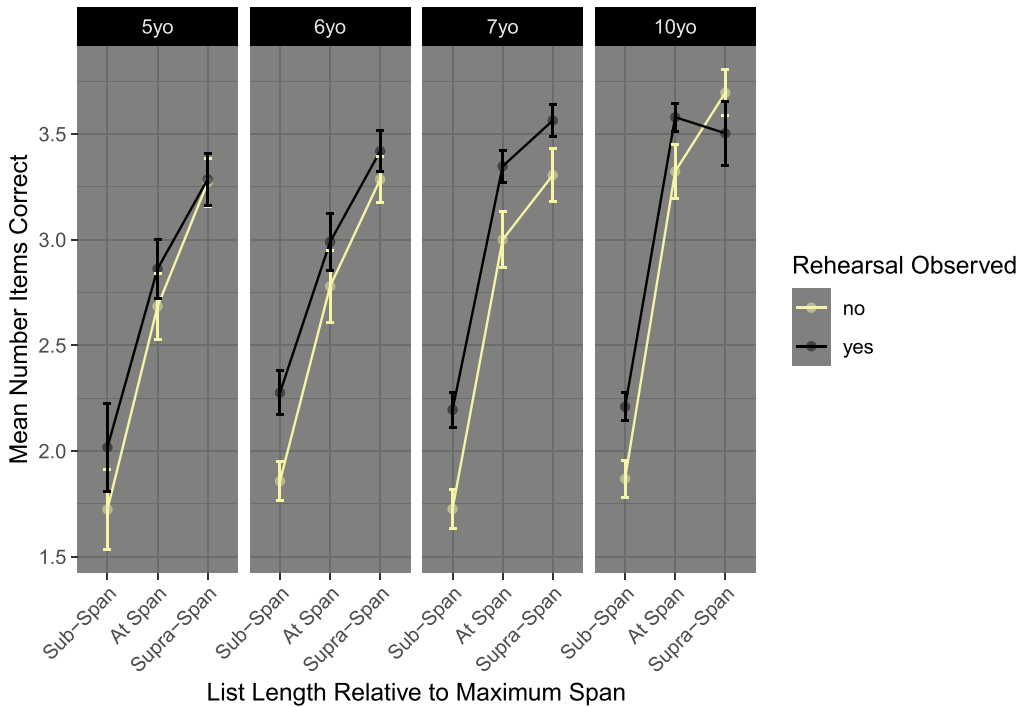 5yo 6yo 7yo 10yo
Mean Number Items Correct
3.5
3.0
2.5
2.0
1.5
Sub−Span At Span Supra−Span Sub−Span At Span Supra−Span Sub−Span At Span Supra−Span Sub−Span At Span Supra−Span
List Length Relative to Maximum Span
Rehearsal Observed
no
yes